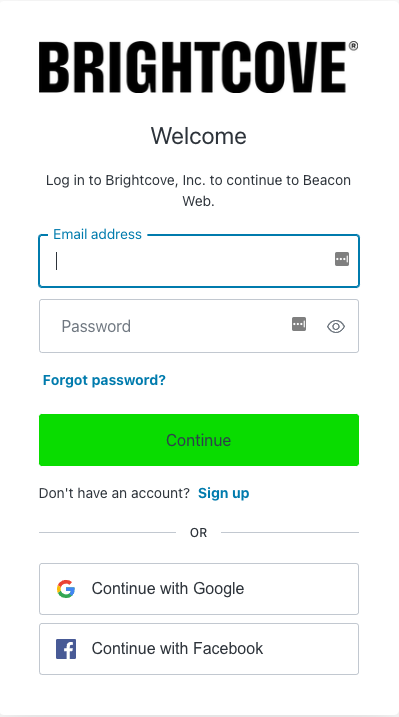 BRIGHTCOVE®
Welcome
Log in to Brightcove, Inc. to continue to Beacon
Web.
Email address
Password
Forgot password?
Continue
Don't have an account? Sign up
OR
Continue with Google
Continue with Facebook